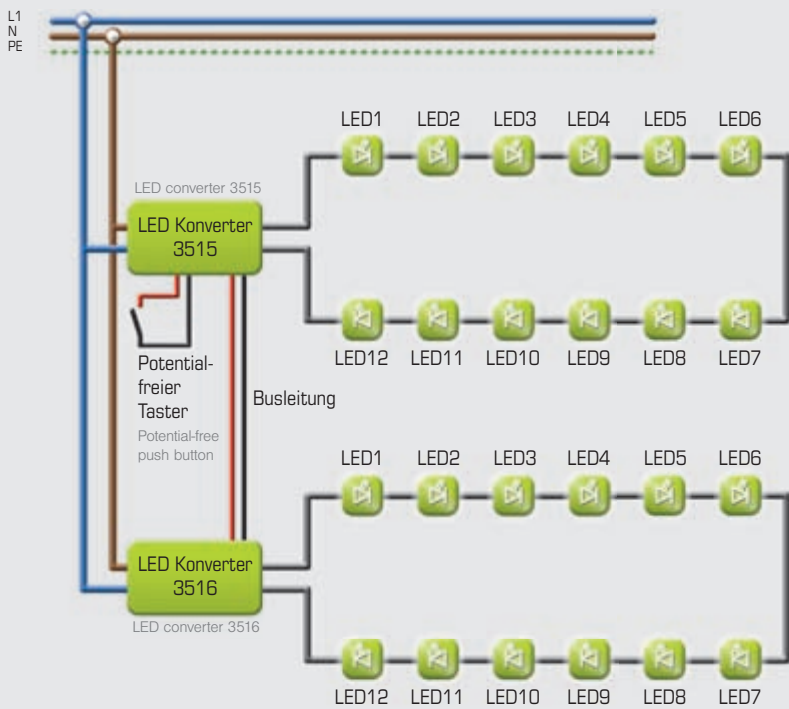 L1
N
PE
LED1 LED2 LED3 LED4 LED5 LED6
LED converter 3515
LED Konverter
3515
LED12 LED11 LED10 LED9 LED8 LED7
Potential-
freier
Taster
Potential-free
push button
Busleitung
LED1 LED2 LED3 LED4 LED5 LED6
LED Konverter
3516
LED converter 3516
LED12 LED11 LED10 LED9 LED8 LED7